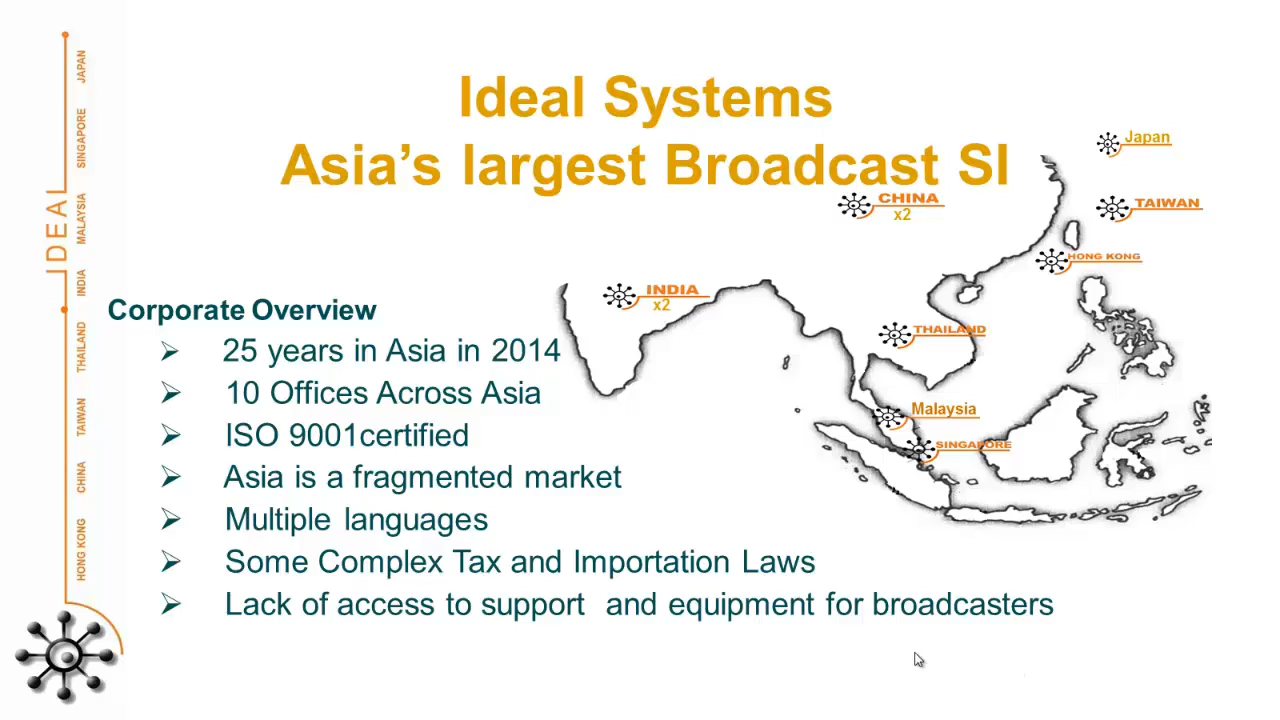 Ideal Systems
Asia’s largest Broadcast SI
Japan
CHINA
x2
TAIWAN
HONG KONG
INDIA
x2
THAILAND
Malaysia
SINGAPORE
Corporate Overview
25 years in Asia in 2014
10 Offices Across Asia
ISO 9001certified
Asia is a fragmented market
Multiple languages
Some Complex Tax and Importation Laws
Lack of access to support  and equipment for broadcasters
IDEAL
HONG KONG CHINA TAIWAN THAILAND INDIA MALAYSIA SINGAPORE JAPAN